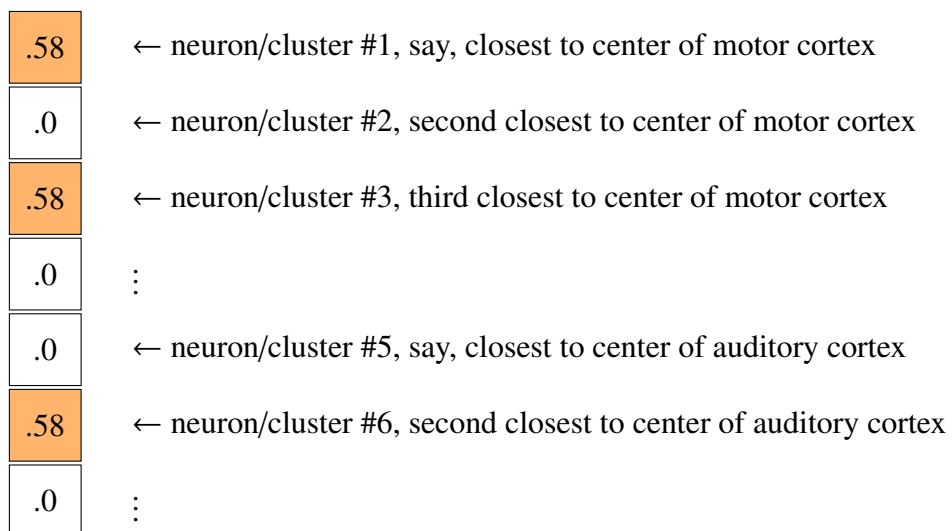 .58 ← neuron/cluster #1, say, closest to center of motor cortex
.0 ← neuron/cluster #2, second closest to center of motor cortex
.58 ← neuron/cluster #3, third closest to center of motor cortex
.0 ⋮
.0 ← neuron/cluster #5, say, closest to center of auditory cortex
.58 ← neuron/cluster #6, second closest to center of auditory cortex
.0 ⋮